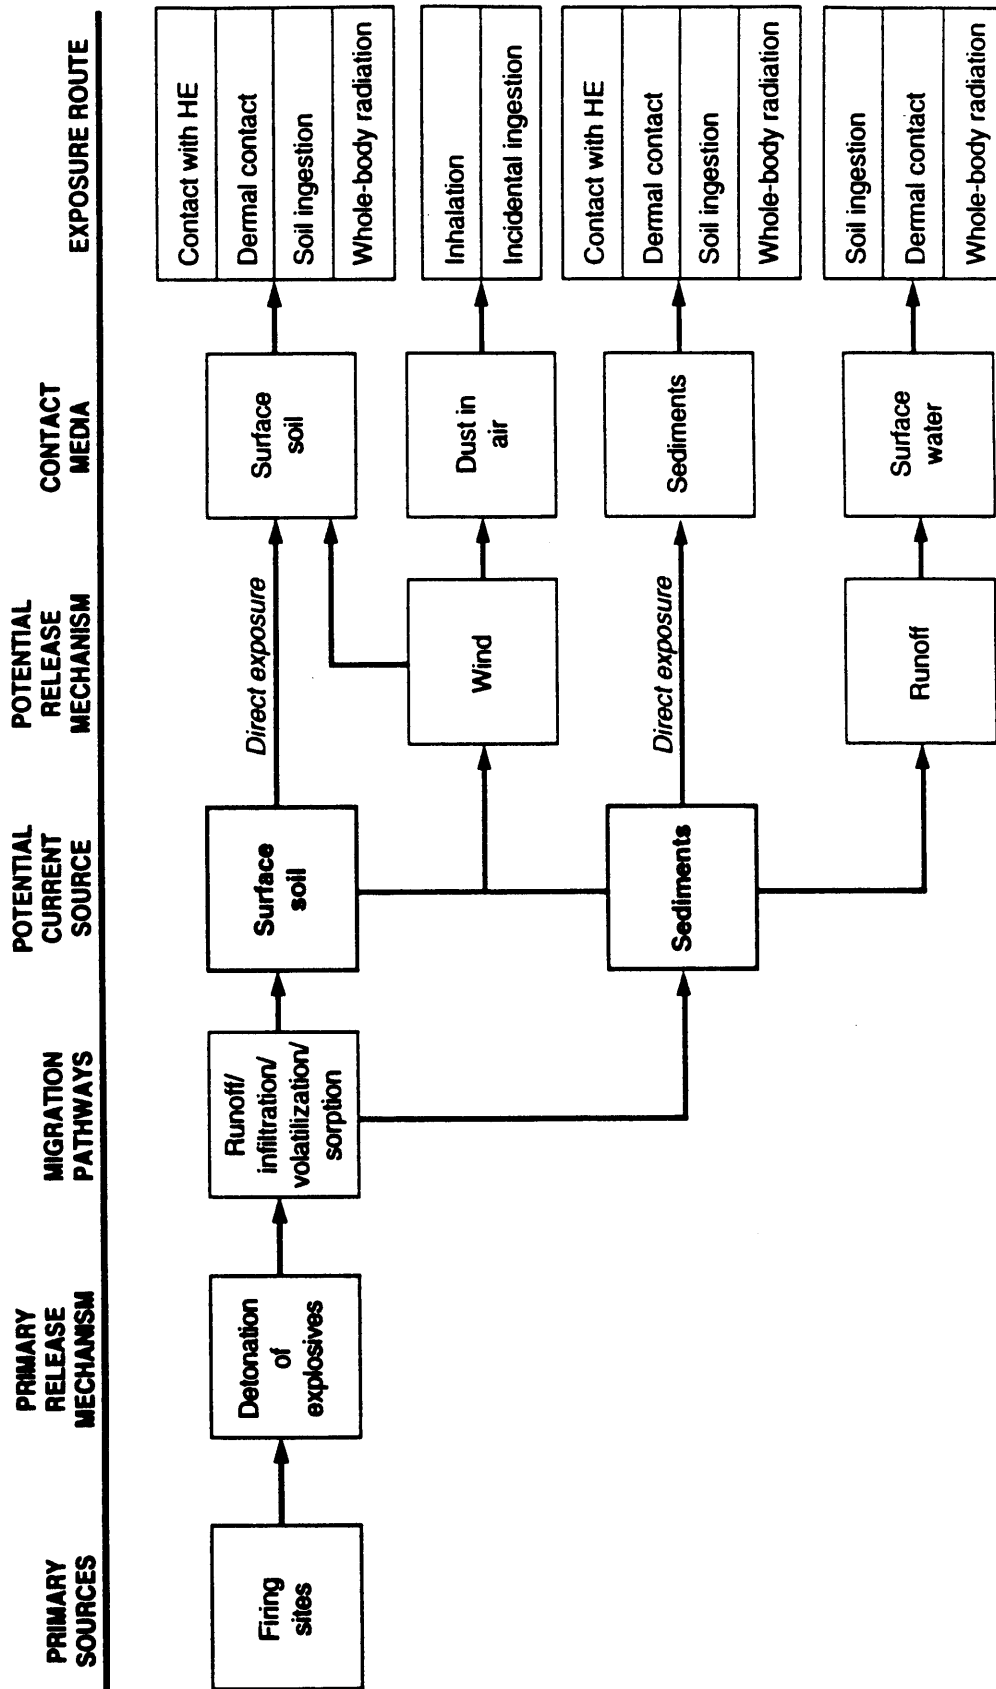 PRIMARY
SOURCES
PRIMARY
RELEASE
MECHANISM
MIGRATION
PATHWAYS
POTENTIAL
CURRENT
SOURCE
POTENTIAL
RELEASE
MECHANISM
CONTACT
MEDIA
EXPOSURE ROUTE
Firing
sites
Detonation
of
explosives
Runoff/
infiltration/
volatilization/
sorption
Surface
soil
Direct exposure
Surface
soil
Contact with HE
Dermal contact
Soil ingestion
Whole-body radiation
Wind
Dust in
air
Inhalation
Incidental ingestion
Sediments
Direct exposure
Sediments
Contact with HE
Dermal contact
Soil ingestion
Whole-body radiation
Runoff
Surface
water
Soil ingestion
Dermal contact
Whole-body radiation